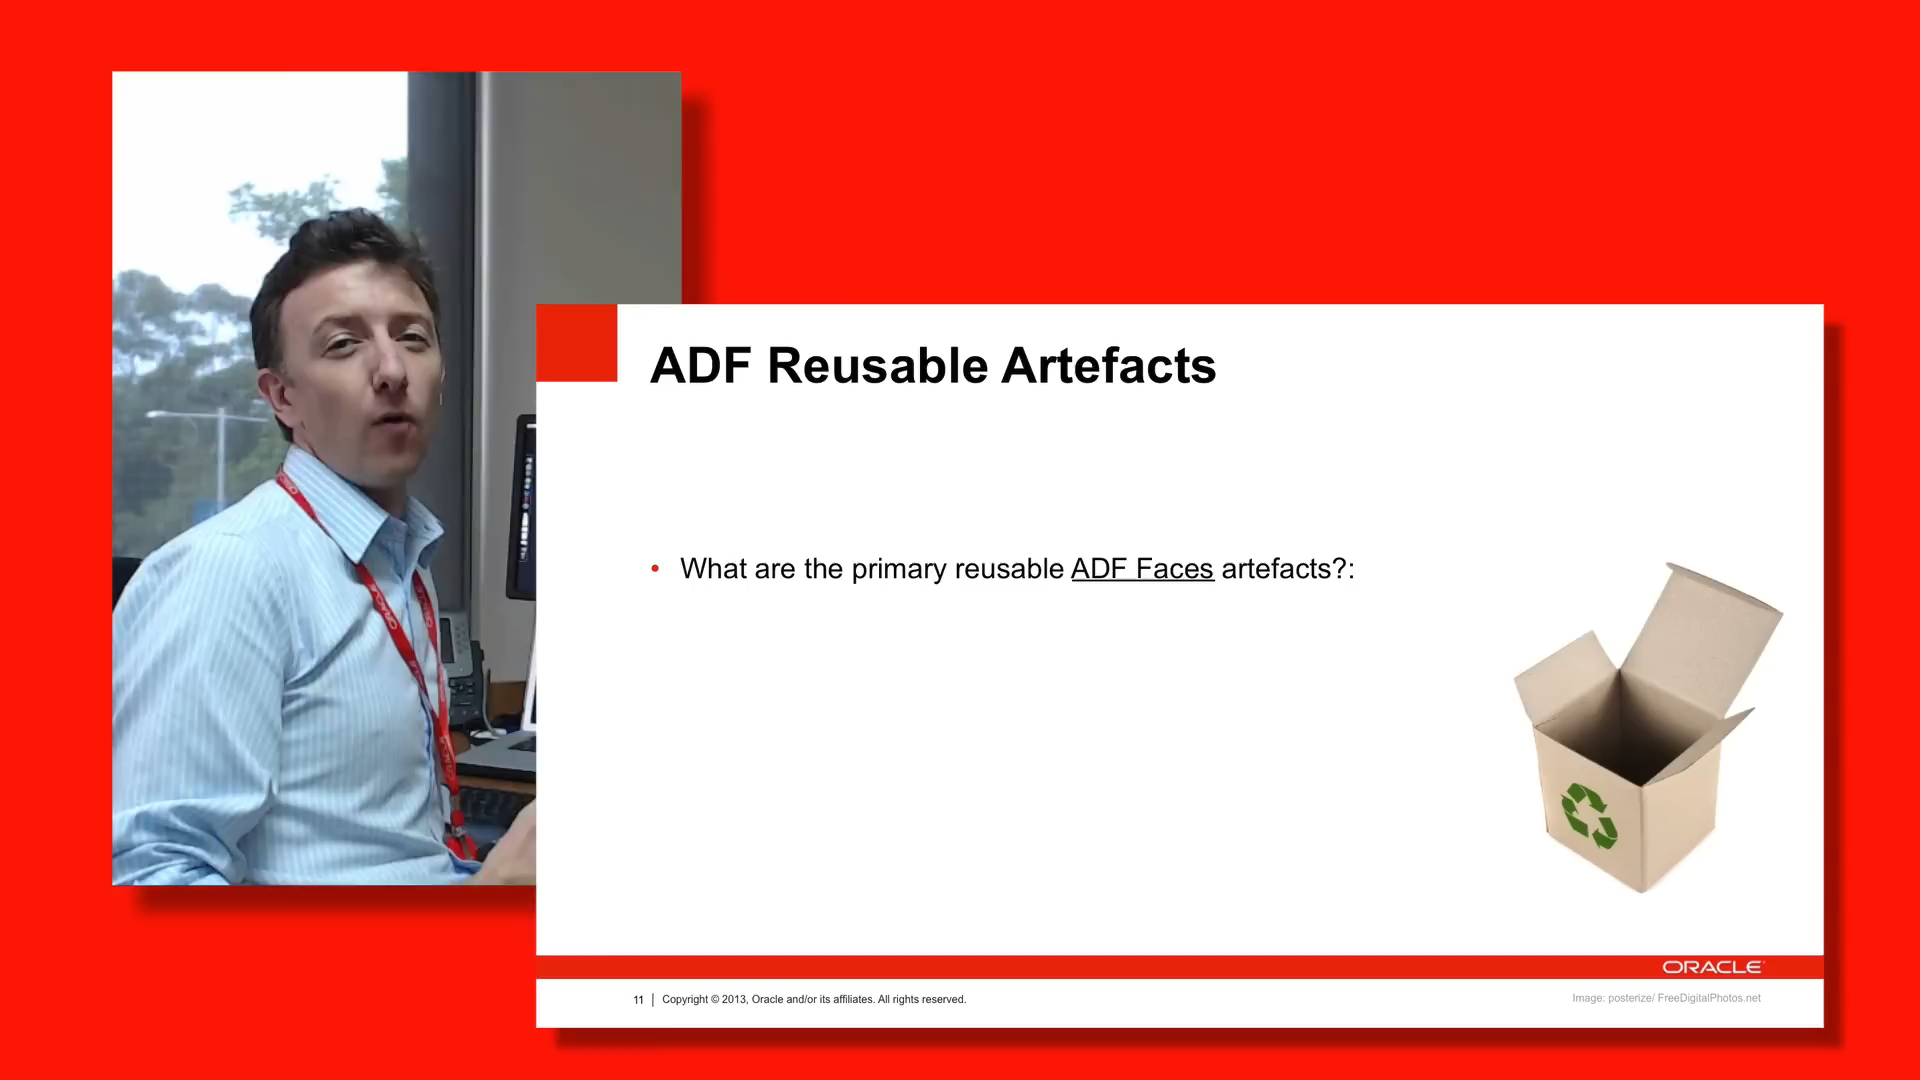 ADF Reusable Artefacts
• What are the primary reusable ADF Faces artefacts?:
ORACLE
11 | Copyright © 2013, Oracle and/or its affiliates. All rights reserved.
Image: posterize/ FreeDigitalPhotos.net